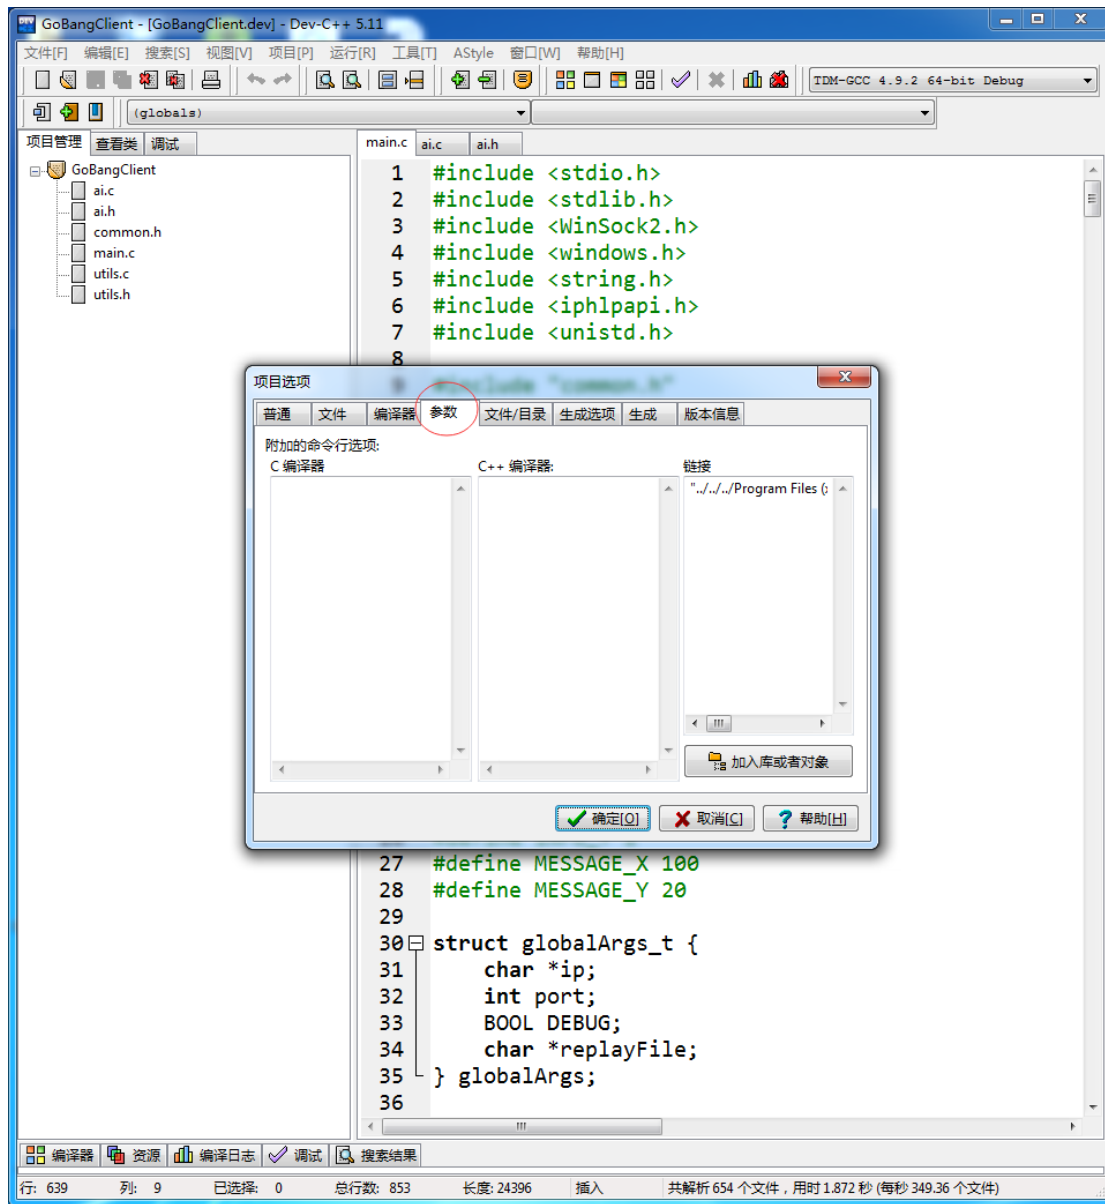 GoBangClient - [GoBangClient.dev] - Dev-C++ 5.11
文件[F] 编辑[E] 搜索[S] 视图[V] 项目[P] 运行[R] 工具[T] AStyle 窗口[W] 帮助[H]
TDM-GCC 4.9.2 64-bit Debug
(globals)
项目管理 查看类 调试
main.c ai.c ai.h
GoBangClient
ai.c
ai.h
common.h
main.c
utils.c
utils.h
1 #include <stdio.h>
2 #include <stdlib.h>
3 #include <WinSock2.h>
4 #include <windows.h>
5 #include <string.h>
6 #include <iphlpapi.h>
7 #include <unistd.h>
8
9 #include "common.h"
项目选项
普通 文件 编译器 参数 文件/目录 生成选项 生成 版本信息
附加的命令行选项:
C 编译器 C++ 编译器: 链接
"../../../Program Files (
加入库或者对象
确定[O] 取消[C] 帮助[H]
27 #define MESSAGE_X 100
28 #define MESSAGE_Y 20
29
30 struct globalArgs_t {
31 char *ip;
32 int port;
33 BOOL DEBUG;
34 char *replayFile;
35 } globalArgs;
36
编译器 资源 编译日志 调试 搜索结果
行: 639 列: 9 已选择: 0 总行数: 853 长度: 24396 插入 共解析 654 个文件，用时 1.872 秒 (每秒 349.36 个文件)